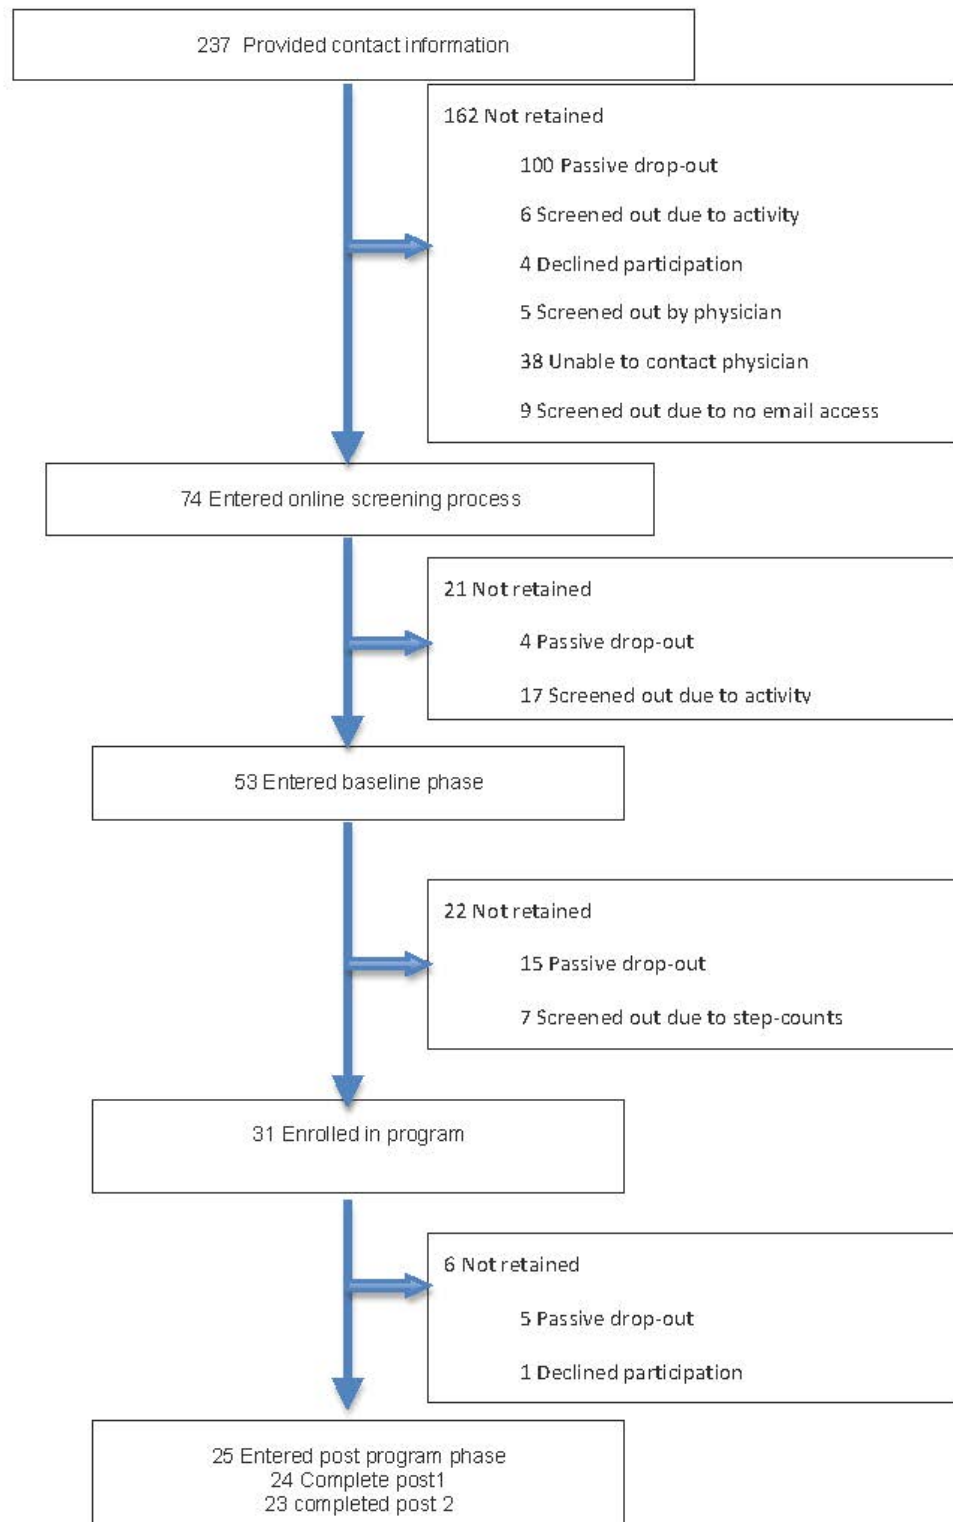 237 Provided contact information
162 Not retained
100 Passive drop-out
6 Screened out due to activity
4 Declined participation
5 Screened out by physician
38 Unable to contact physician
9 Screened out due to no email access
74 Entered online screening process
21 Not retained
4 Passive drop-out
17 Screened out due to activity
53 Entered baseline phase
22 Not retained
15 Passive drop-out
7 Screened out due to step-counts
31 Enrolled in program
6 Not retained
5 Passive drop-out
1 Declined participation
25 Entered post program phase
24 Complete post1
23 completed post 2